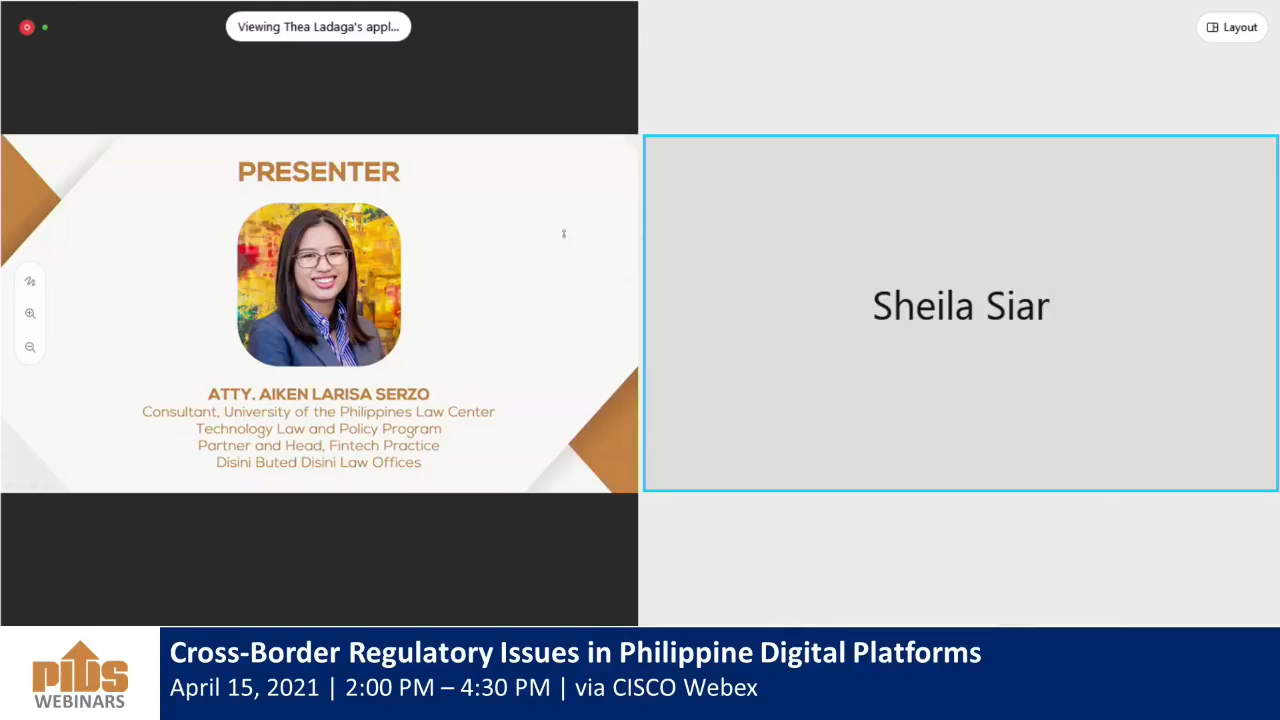 Viewing Thea Ladaga's appl...
Layout
PRESENTER
ATTY. AIKEN LARISA SERZO
Consultant, University of the Philippines Law Center
Technology Law and Policy Program
Partner and Head, Fintech Practice
Disini Buted Disini Law Offices
Sheila Siar
PIDS
WEBINARS
Cross-Border Regulatory Issues in Philippine Digital Platforms
April 15, 2021 | 2:00 PM – 4:30 PM | via CISCO Webex